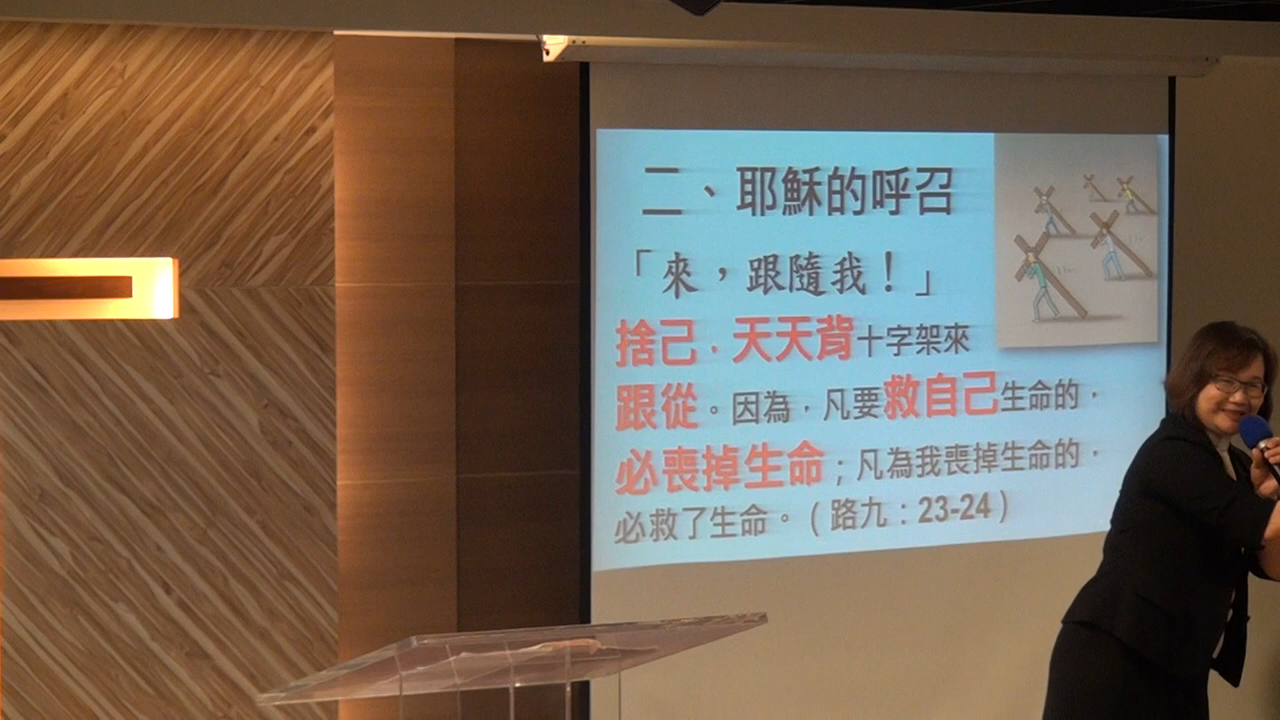 二、耶穌的呼召
「來，跟隨我！」
捨己，天天背十字架來
跟從。因為，凡要救自己生命的，
必喪掉生命；凡為我喪掉生命的，
必救了生命。(路九：23-24)